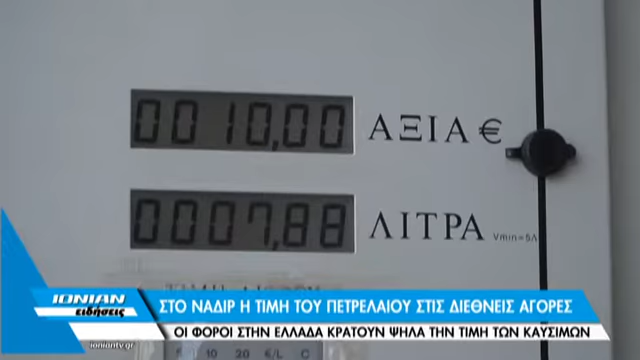 0010,00 ΑΞΙΑ €
0007,88 ΛΙΤΡΑ Vmin=5Λ
IONIAN
ειδήσεις
ioniantv.gr
ΣΤΟ ΝΑΔΙΡ Η ΤΙΜΗ ΤΟΥ ΠΕΤΡΕΛΑΙΟΥ ΣΤΙΣ ΔΙΕΘΝΕΙΣ ΑΓΟΡΕΣ
ΟΙ ΦΟΡΟΙ ΣΤΗΝ ΕΛΛΑΔΑ ΚΡΑΤΟΥΝ ΨΗΛΑ ΤΗΝ ΤΙΜΗ ΤΩΝ ΚΑΥΣΙΜΩΝ
5 10 20 €/L C